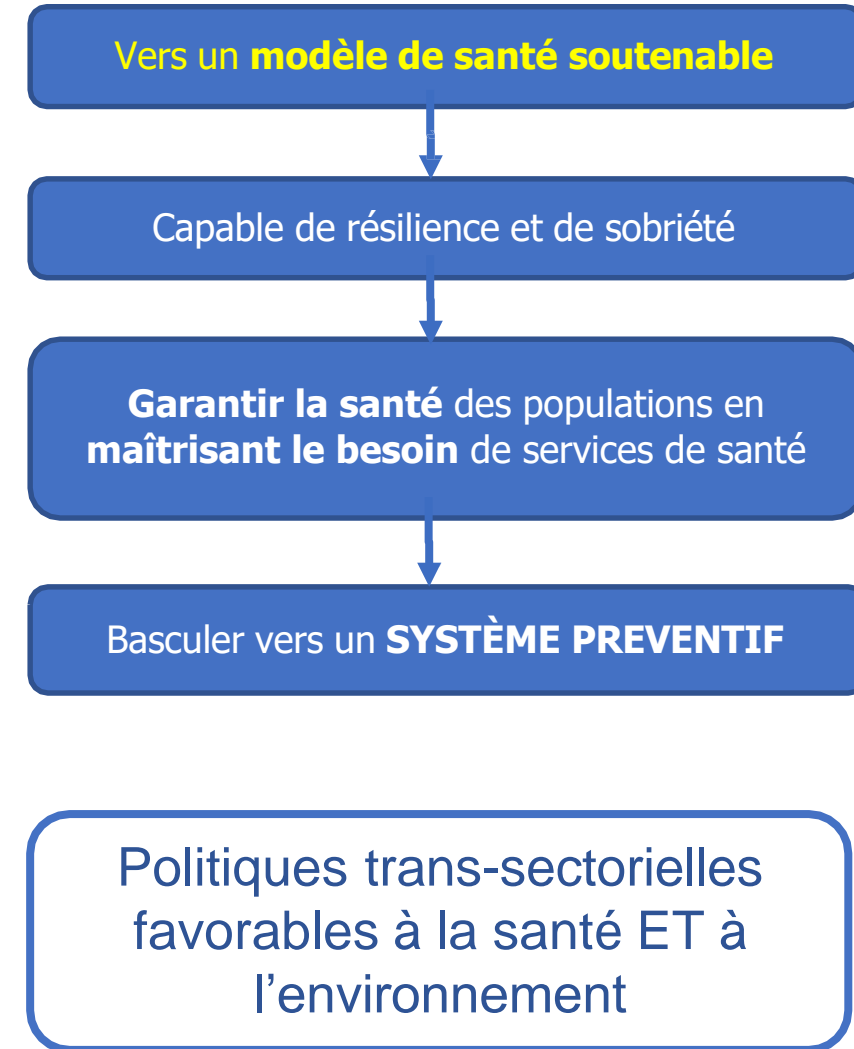 Vers un modèle de santé soutenable
Capable de résilience et de sobriété
Garantir la santé des populations en
maîtrisant le besoin de services de santé
Basculer vers un SYSTÈME PREVENTIF
Politiques trans-sectorielles
favorables à la santé ET à
l’environnement